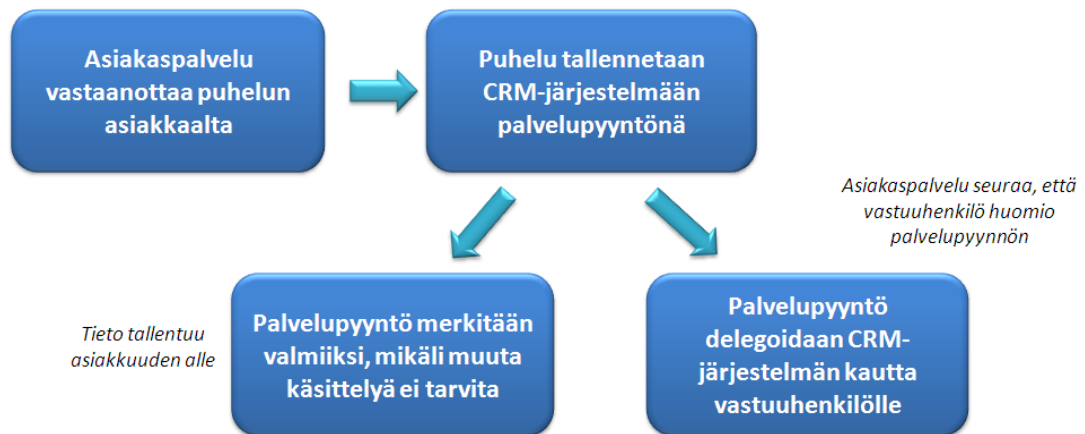 Asiakaspalvelu
vastaanottaa puhelun
asiakkaalta
Puhelu tallennetaan
CRM-järjestelmään
palvelupyyntönä
Asiakaspalvelu seuraa, että
vastuuhenkilö huomio
palvelupyynnön
Tieto tallentuu
asiakkuuden alle
Palvelupyyntö merkitään
valmiiksi, mikäli muuta
käsittelyä ei tarvita
Palvelupyyntö
delegoidaan CRM-
järjestelmän kautta
vastuuhenkilölle